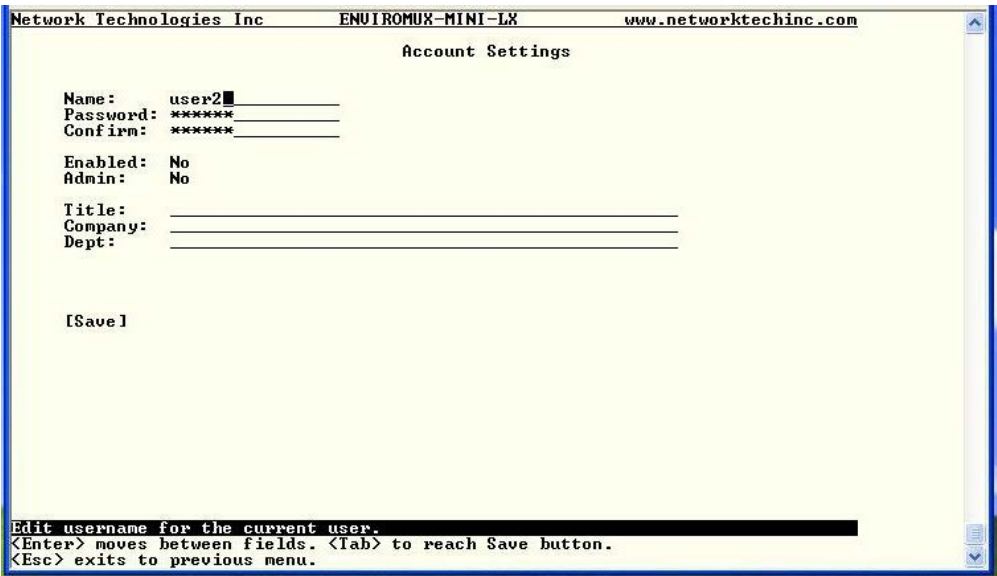 Network Technologies Inc ENVIROMUX-MINI-LX www.networktechinc.com
Account Settings
Name: user2
Password: ******
Confirm: ******
Enabled: No
Admin: No
Title:
Company:
Dept:
[Save]
Edit username for the current user.
<Enter> moves between fields. <Tab> to reach Save button.
<Esc> exits to previous menu.